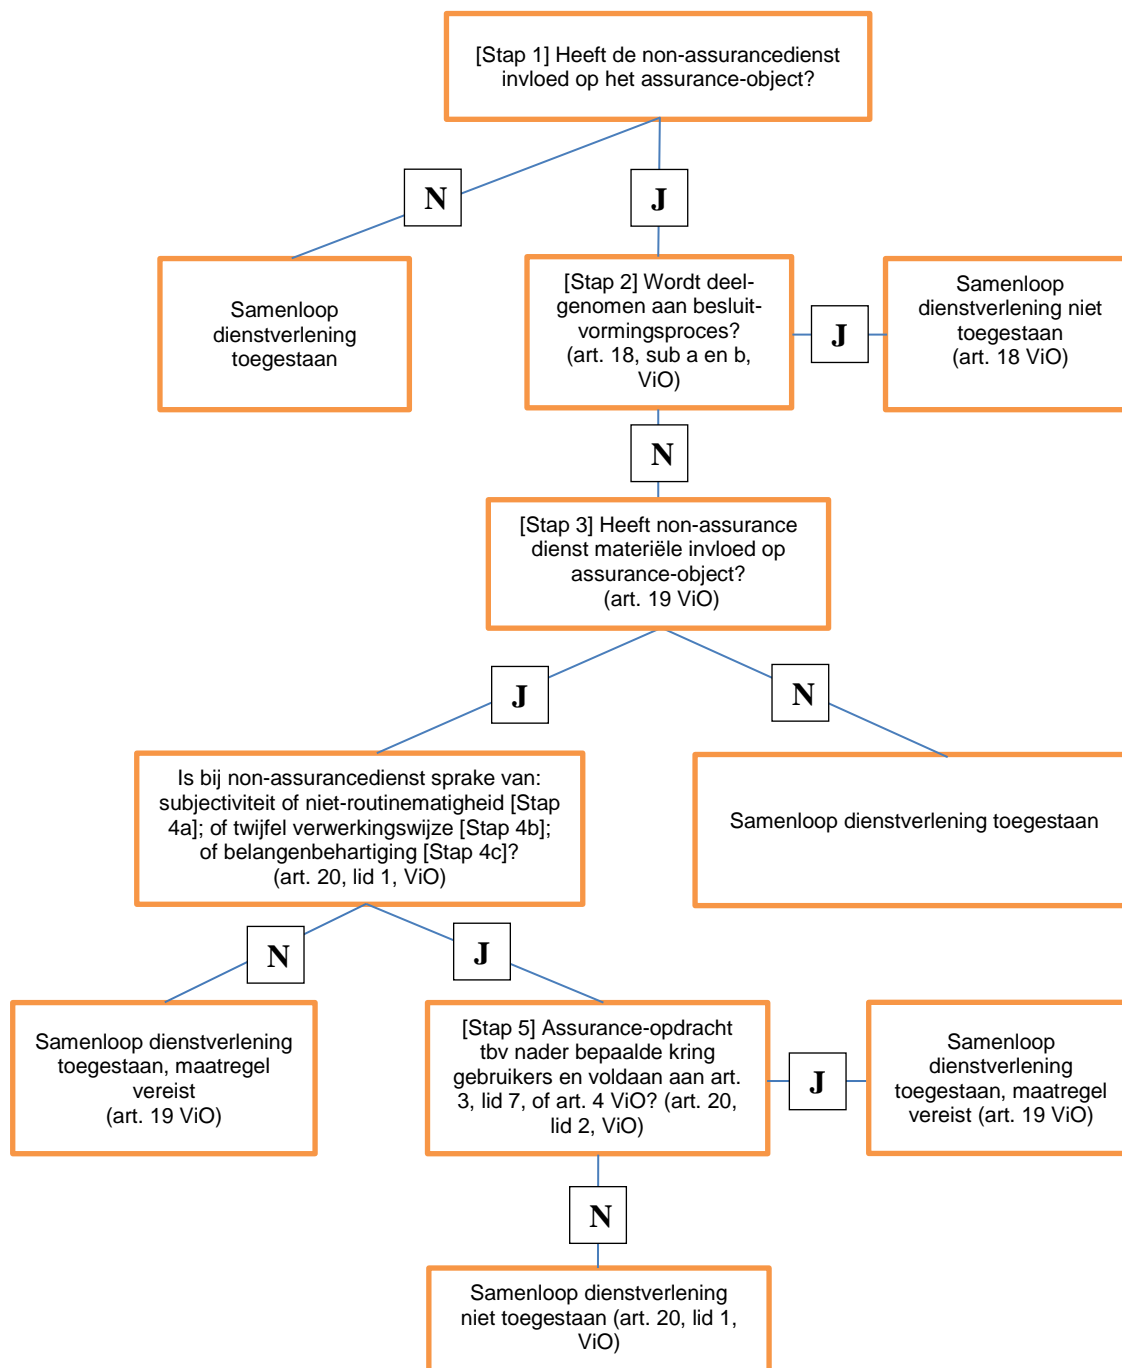 [Stap 1] Heeft de non-assurancedienst
invloed op het assurance-object?
N
J
Samenloop
dienstverlening
toegestaan
[Stap 2] Wordt deel-
genomen aan besluit-
vormingsproces?
(art. 18, sub a en b,
ViO)
J
Samenloop
dienstverlening niet
toegestaan
(art. 18 ViO)
N
[Stap 3] Heeft non-assurance
dienst materiële invloed op
assurance-object?
(art. 19 ViO)
J
N
Is bij non-assurancedienst sprake van:
subjectiviteit of niet-routinematigheid [Stap
4a]; of twijfel verwerkingswijze [Stap 4b];
of belangenbehartiging [Stap 4c]?
(art. 20, lid 1, ViO)
Samenloop dienstverlening toegestaan
N
J
Samenloop dienstverlening
toegestaan, maatregel
vereist
(art. 19 ViO)
[Stap 5] Assurance-opdracht
tbv nader bepaalde kring
gebruikers en voldaan aan art.
3, lid 7, of art. 4 ViO? (art. 20,
lid 2, ViO)
J
Samenloop
dienstverlening
toegestaan, maatregel
vereist (art. 19 ViO)
N
Samenloop dienstverlening
niet toegestaan (art. 20, lid 1,
ViO)